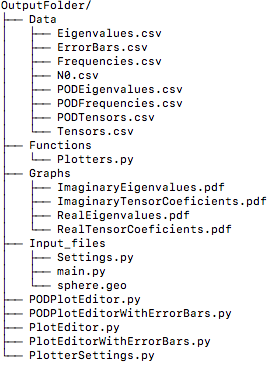 OutputFolder/
├── Data
│   ├── Eigenvalues.csv
│   ├── ErrorBars.csv
│   ├── Frequencies.csv
│   ├── N0.csv
│   ├── PODEigenvalues.csv
│   ├── PODFrequencies.csv
│   ├── PODTensors.csv
│   └── Tensors.csv
├── Functions
│   └── Plotters.py
├── Graphs
│   ├── ImaginaryEigenvalues.pdf
│   ├── ImaginaryTensorCoeficients.pdf
│   ├── RealEigenvalues.pdf
│   └── RealTensorCoeficients.pdf
├── Input_files
│   ├── Settings.py
│   ├── main.py
│   └── sphere.geo
├── PODPlotEditor.py
├── PODPlotEditorWithErrorBars.py
├── PlotEditor.py
├── PlotEditorWithErrorBars.py
└── PlotterSettings.py